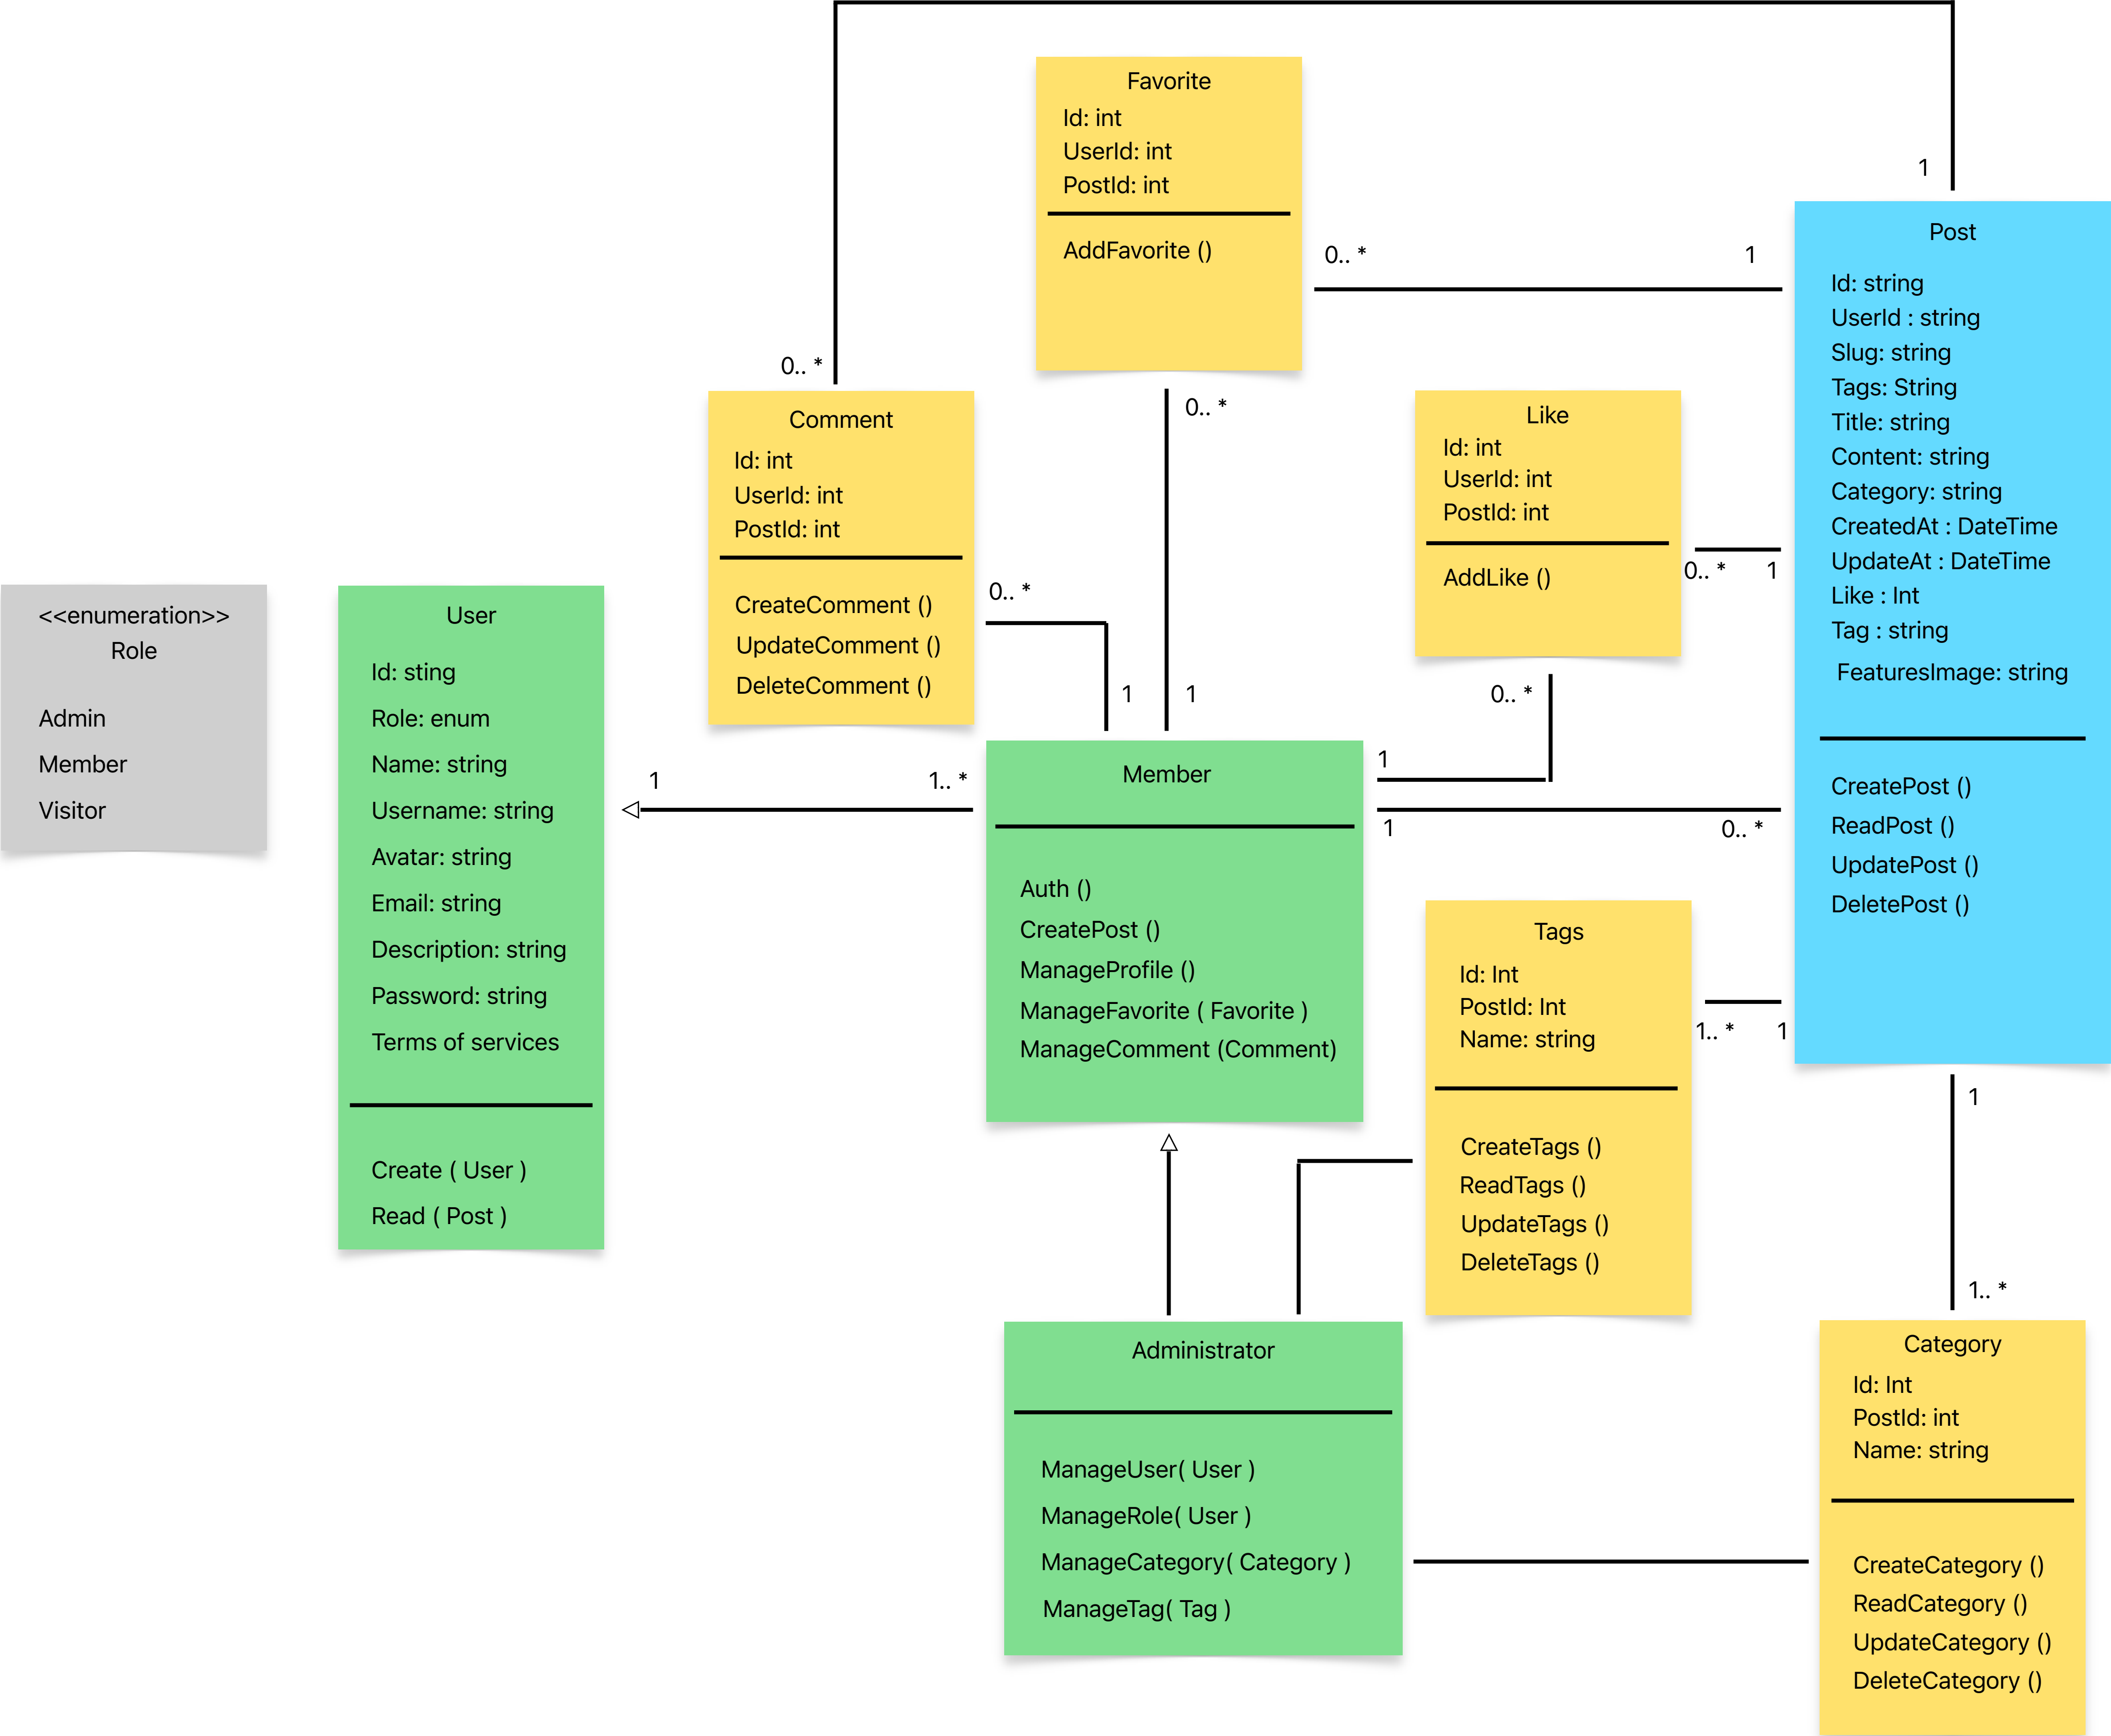 Favorite
Id: int
UserId: int
PostId: int
AddFavorite ()
0.. *
1
0.. *
1
1
0.. *
Comment
Id: int
UserId: int
PostId: int
CreateComment ()
UpdateComment ()
DeleteComment ()
0.. *
1
Like
Id: int
UserId: int
PostId: int
AddLike ()
0.. *
1
0.. *
1
Post
Id: string
UserId : string
Slug: string
Tags: String
Title: string
Content: string
Category: string
CreatedAt : DateTime
UpdateAt : DateTime
Like : Int
Tag : string
FeaturesImage: string
CreatePost ()
ReadPost ()
UpdatePost ()
DeletePost ()
<<enumeration>>
Role
Admin
Member
Visitor
User
Id: sting
Role: enum
Name: string
Username: string
Avatar: string
Email: string
Description: string
Password: string
Terms of services
Create ( User )
Read ( Post )
1
1.. *
Member
Auth ()
CreatePost ()
ManageProfile ()
ManageFavorite ( Favorite )
ManageComment (Comment)
1
0.. *
Tags
Id: Int
PostId: Int
Name: string
CreateTags ()
ReadTags ()
UpdateTags ()
DeleteTags ()
1.. *
1
1
1.. *
Administrator
ManageUser( User )
ManageRole( User )
ManageCategory( Category )
ManageTag( Tag )
Category
Id: Int
PostId: int
Name: string
CreateCategory ()
ReadCategory ()
UpdateCategory ()
DeleteCategory ()